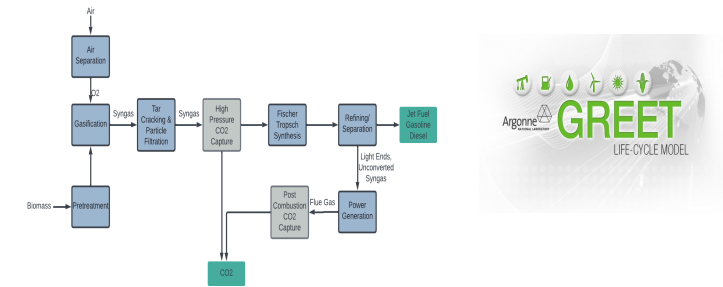 Air
Air
Separation
O2
Gasification
Syngas
Tar
Cracking &
Particle
Filtration
Syngas
High
Pressure
CO2
Capture
Fischer
Tropsch
Synthesis
Refining/
Separation
Jet Fuel
Gasoline
Diesel
Light Ends,
Unconverted
Syngas
Biomass
Pretreatment
Post
Combustion
CO2
Capture
Flue Gas
Power
Generation
CO2
Argonne
NATIONAL LABORATORY
GREET
LIFE-CYCLE MODEL